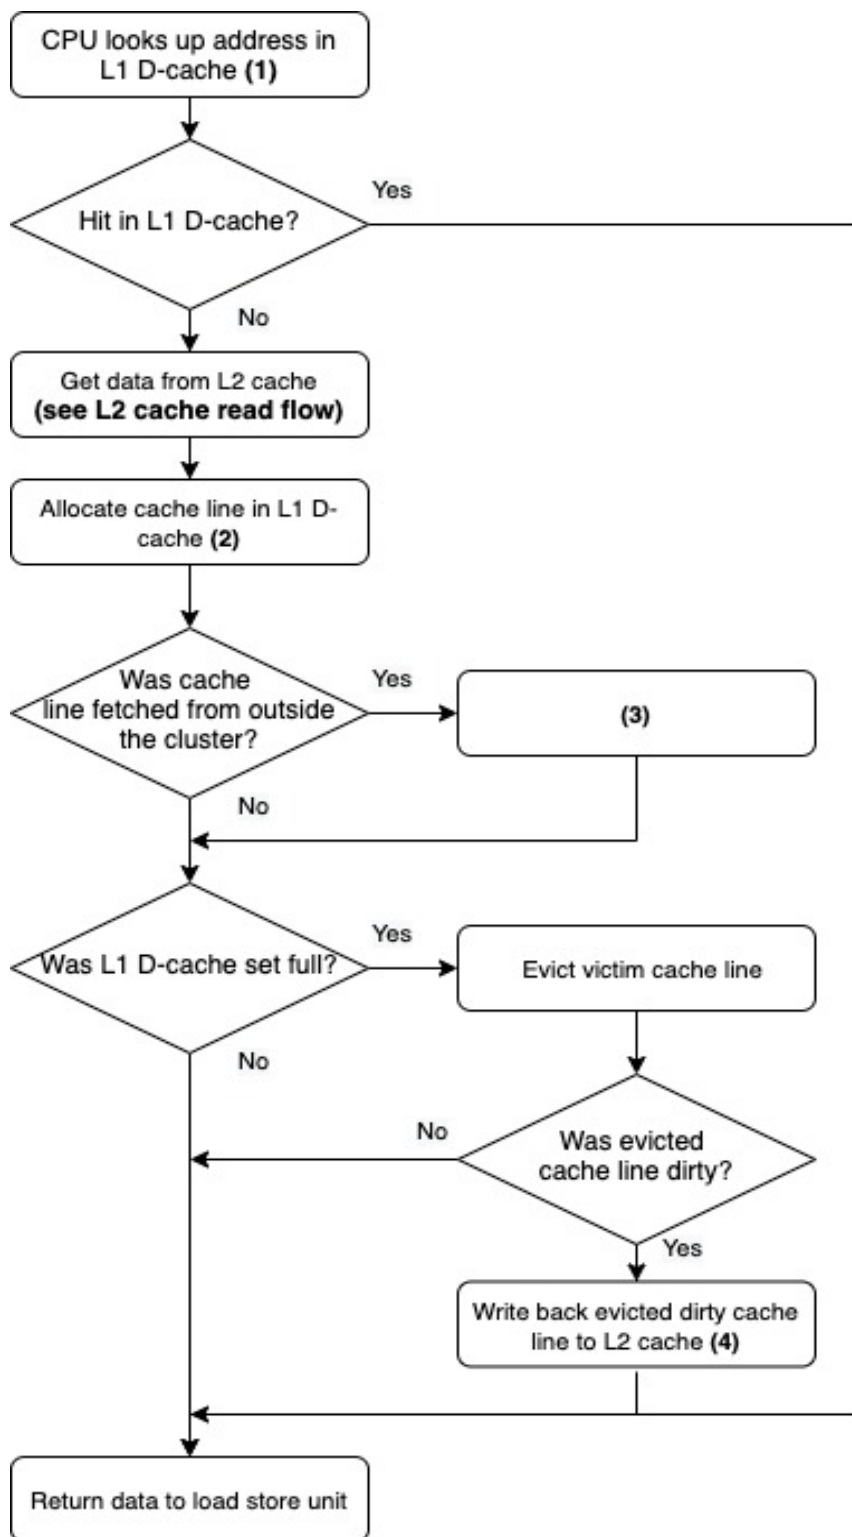 CPU looks up address in
L1 D-cache (1)
Hit in L1 D-cache?
Yes
No
Get data from L2 cache
(see L2 cache read flow)
Allocate cache line in L1 D-
cache (2)
Was cache
line fetched from outside
the cluster?
Yes
(3)
No
Was L1 D-cache set full?
Yes
Evict victim cache line
No
No
Was evicted
cache line dirty?
Yes
Write back evicted dirty cache
line to L2 cache (4)
Return data to load store unit